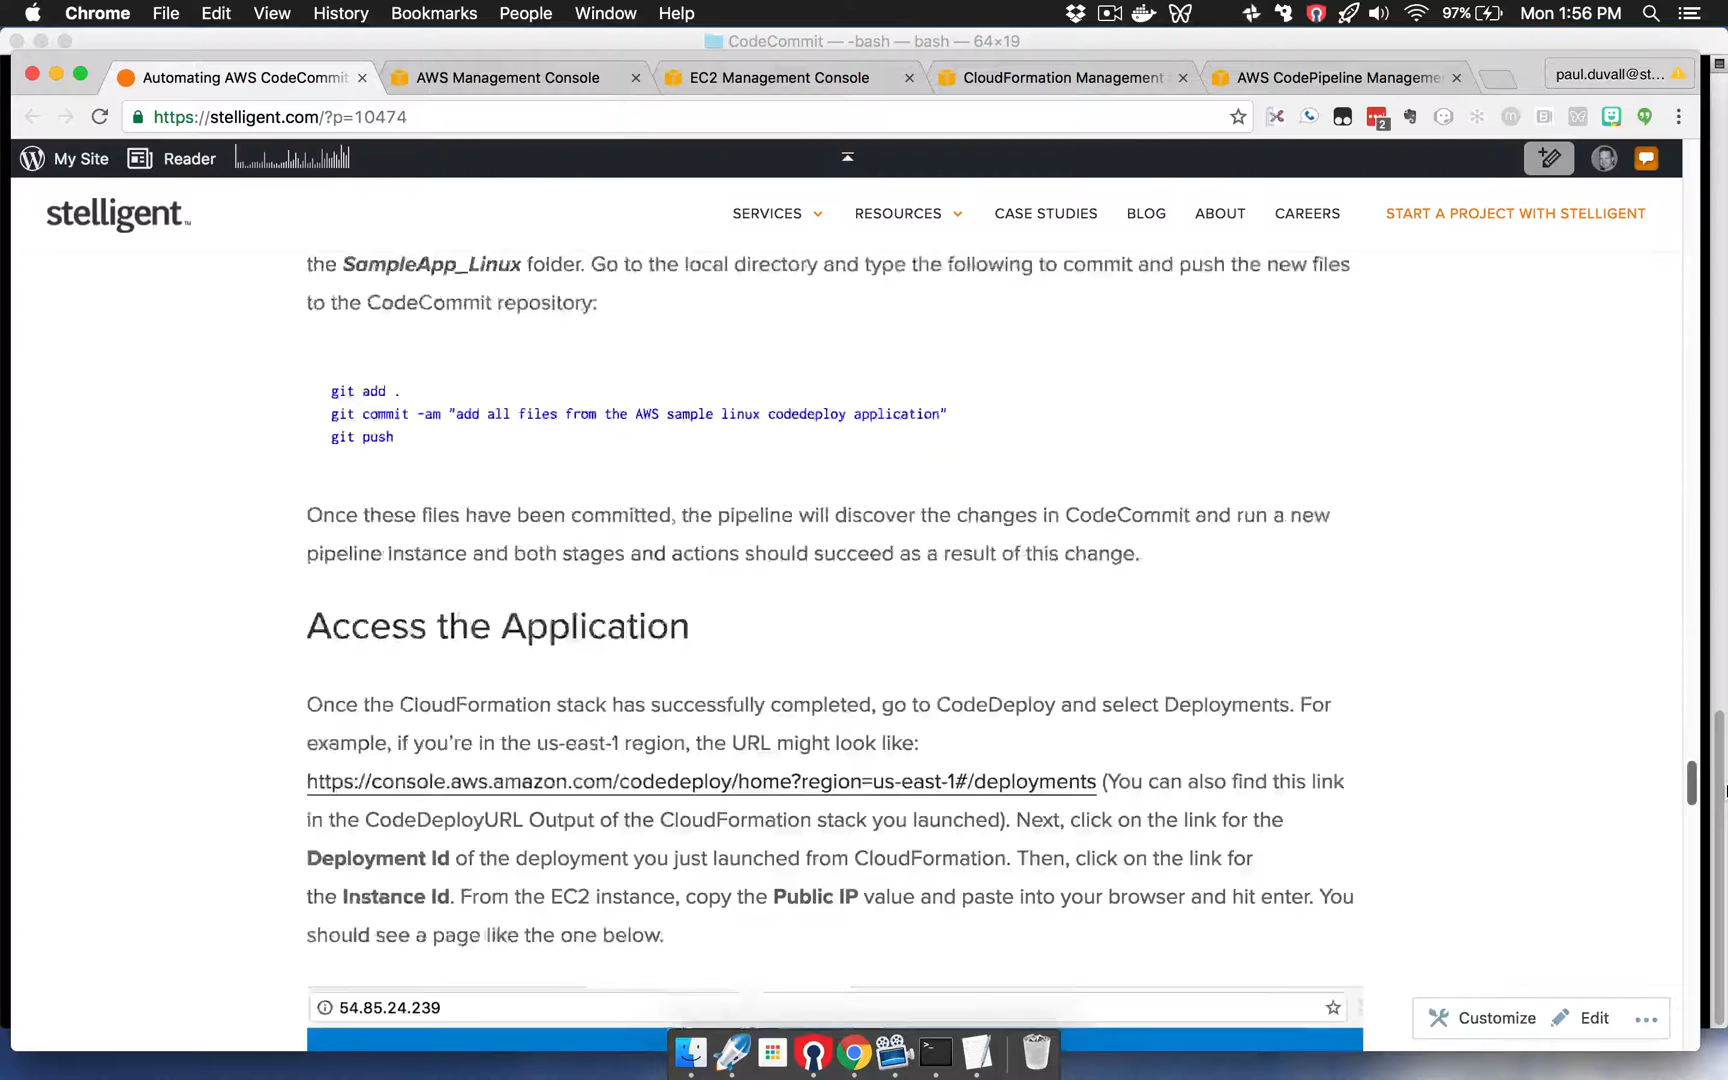 Chrome File Edit View History Bookmarks People Window Help 97% Mon 1:56 PM
CodeCommit — -bash — bash — 64×19
Automating AWS CodeCommit AWS Management Console EC2 Management Console CloudFormation Management AWS CodePipeline Manageme paul.duvall@st...
https://stelligent.com/?p=10474
2
My Site Reader
stelligent™ SERVICES RESOURCES CASE STUDIES BLOG ABOUT CAREERS START A PROJECT WITH STELLIGENT
the SampleApp_Linux folder. Go to the local directory and type the following to commit and push the new files
to the CodeCommit repository:
git add .
git commit -am "add all files from the AWS sample linux codedeploy application"
git push
Once these files have been committed, the pipeline will discover the changes in CodeCommit and run a new
pipeline instance and both stages and actions should succeed as a result of this change.
Access the Application
Once the CloudFormation stack has successfully completed, go to CodeDeploy and select Deployments. For
example, if you're in the us-east-1 region, the URL might look like:
https://console.aws.amazon.com/codedeploy/home?region=us-east-1#/deployments (You can also find this link
in the CodeDeployURL Output of the CloudFormation stack you launched). Next, click on the link for the
Deployment Id of the deployment you just launched from CloudFormation. Then, click on the link for
the Instance Id. From the EC2 instance, copy the Public IP value and paste into your browser and hit enter. You
should see a page like the one below.
54.85.24.239
Customize Edit